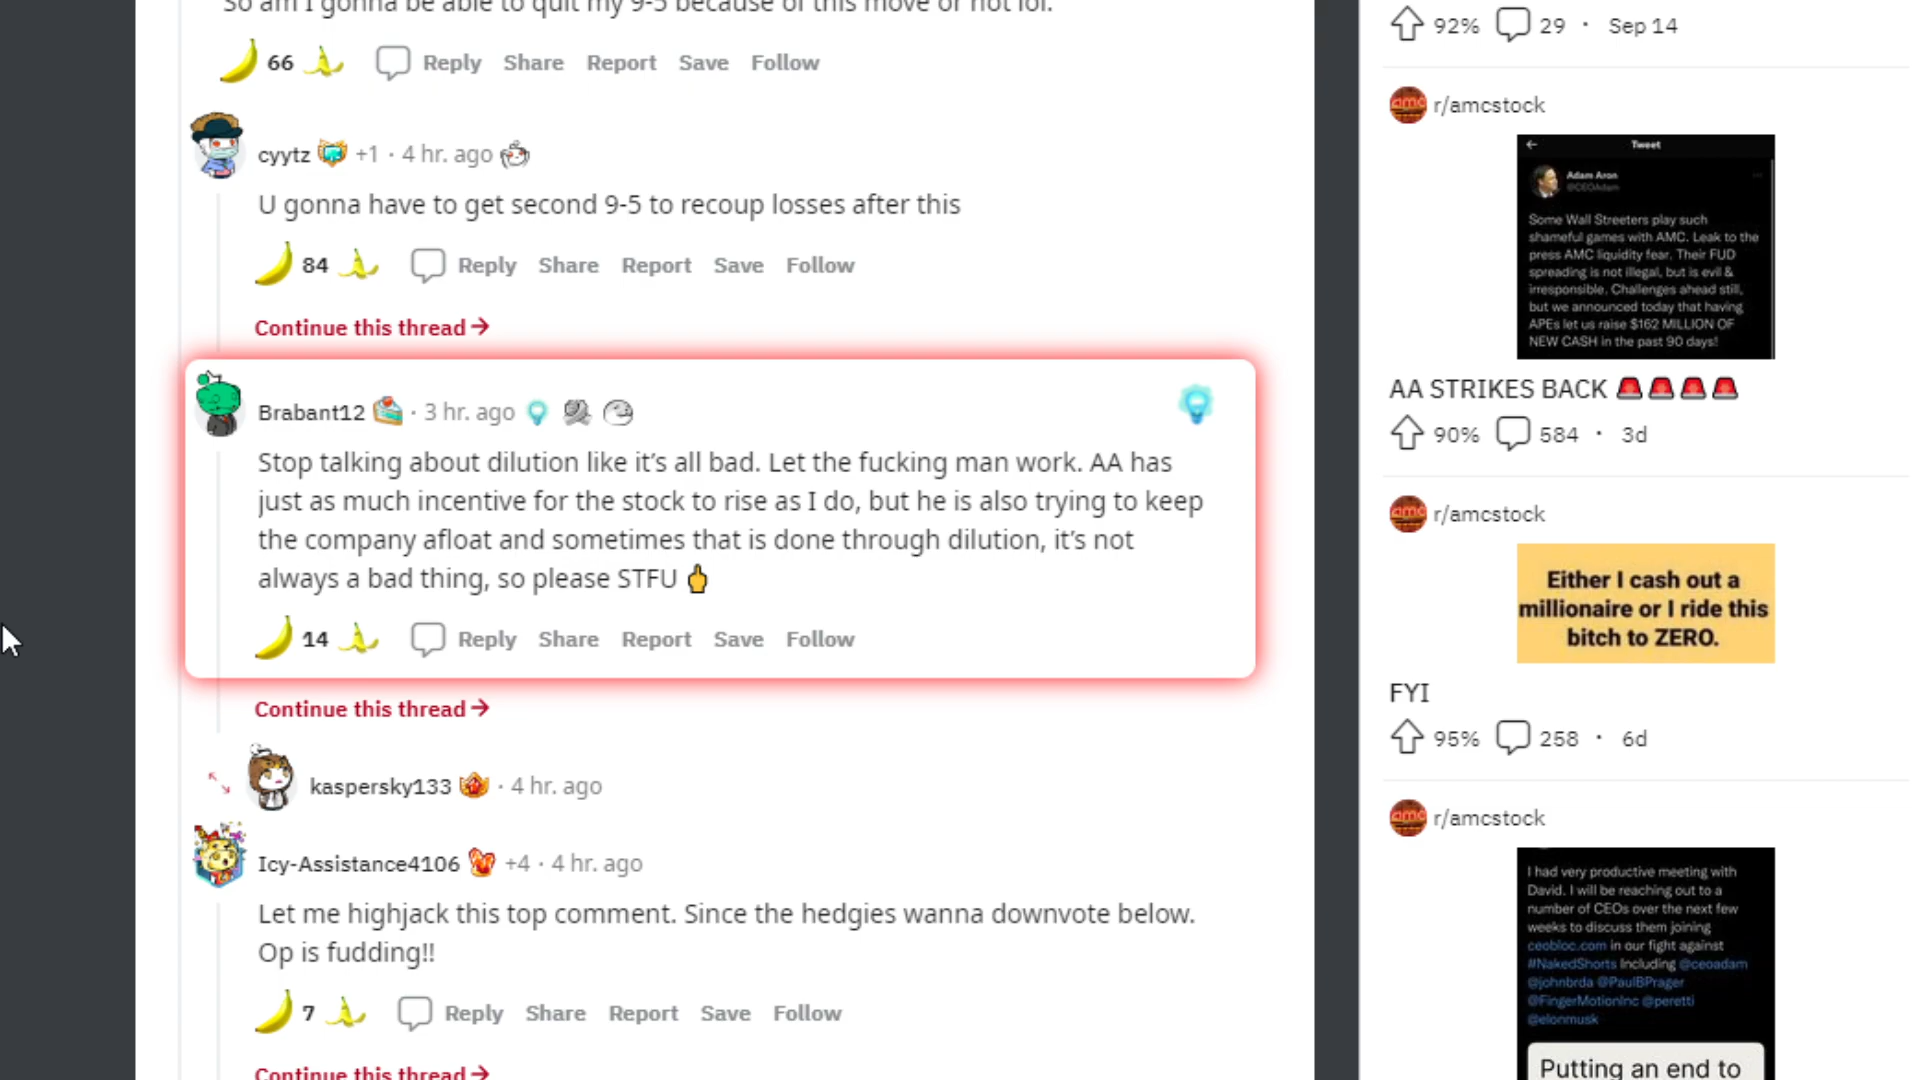 So am I gonna be able to quit my 9-5 because of this move or not lol.
66 Reply Share Report Save Follow
cyytz +1 · 4 hr. ago
U gonna have to get second 9-5 to recoup losses after this
84 Reply Share Report Save Follow
Continue this thread →
Brabant12 · 3 hr. ago
Stop talking about dilution like it’s all bad. Let the fucking man work. AA has
just as much incentive for the stock to rise as I do, but he is also trying to keep
the company afloat and sometimes that is done through dilution, it’s not
always a bad thing, so please STFU 🖕
14 Reply Share Report Save Follow
Continue this thread →
kaspersky133 · 4 hr. ago
Icy-Assistance4106 +4 · 4 hr. ago
Let me highjack this top comment. Since the hedgies wanna downvote below.
Op is fudding!!
7 Reply Share Report Save Follow
Continue this thread →
92% 29 · Sep 14
amc r/amcstock
Tweet
Adam Aron
@CEOAdam
Some Wall Streeters play such
shameful games with AMC. Leak to the
press AMC liquidity fear. Their FUD
spreading is not illegal, but is evil &
irresponsible. Challenges ahead still,
but we announced today that having
APEs let us raise $162 MILLION OF
NEW CASH in the past 90 days!
AA STRIKES BACK 🚨🚨🚨🚨
90% 584 · 3d
amc r/amcstock
Either I cash out a
millionaire or I ride this
bitch to ZERO.
FYI
95% 258 · 6d
amc r/amcstock
I had very productive meeting with
David. I will be reaching out to a
number of CEOs over the next few
weeks to discuss them joining
ceobloc.com in our fight against
#NakedShorts Including @ceoadam
@johnbrda @PaulBPrager
@FingerMotionInc @peretti
@elonmusk
Putting an end to